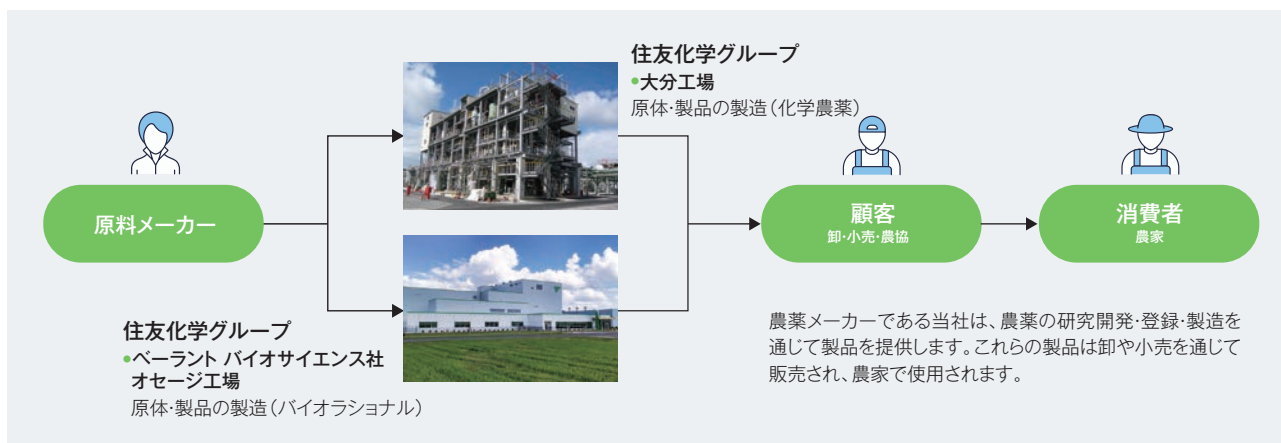 住友化学グループ
•大分工場
原体・製品の製造（化学農薬）
原料メーカー
顧客
卸・小売・農協
消費者
農家
住友化学グループ
•ベーラント バイオサイエンス社
オセージ工場
原体・製品の製造（バイオラショナル）
農薬メーカーである当社は、農薬の研究開発・登録・製造を
通じて製品を提供します。これらの製品は卸や小売を通じて
販売され、農家で使用されます。